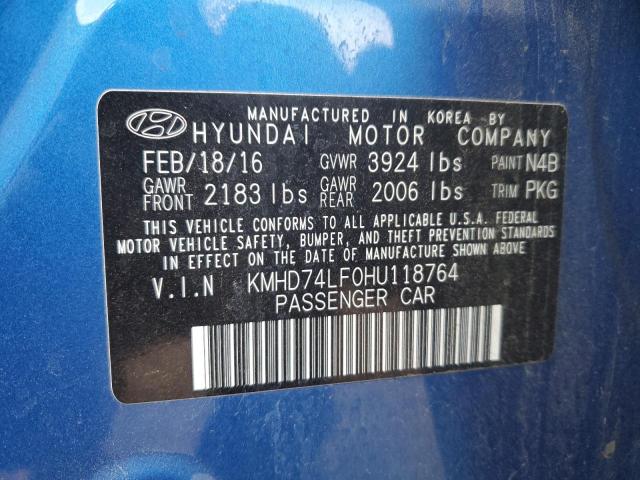 MANUFACTURED IN KOREA BY
HYUNDAI MOTOR COMPANY
FEB/18/16 GVWR 3924 lbs PAINT N4B
GAWR FRONT 2183 lbs GAWR REAR 2006 lbs TRIM PKG
THIS VEHICLE CONFORMS TO ALL APPLICABLE U.S.A. FEDERAL
MOTOR VEHICLE SAFETY, BUMPER, AND THEFT PREVENTION STANDARDS
IN EFFECT ON THE DATE OF MANUFACTURE SHOWN ABOVE.
V.I.N KMHD74LF0HU118764
PASSENGER CAR